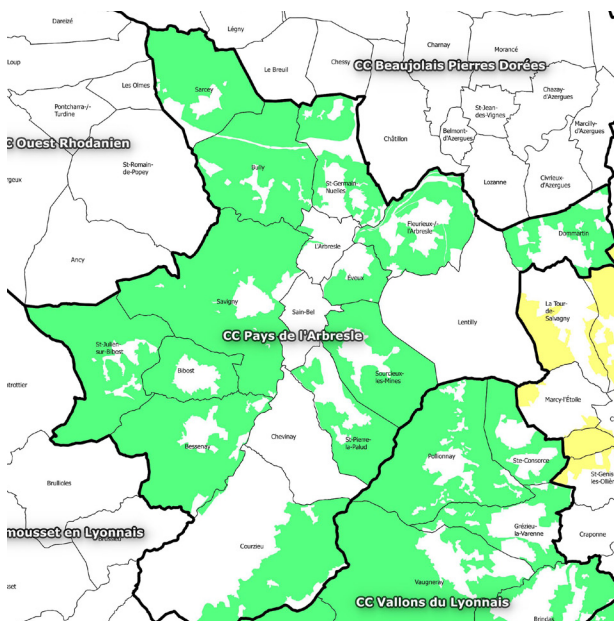 Dareizé
Légny
Charnay
Morancé
Loup
Le Breuil
Chessy
CC Beaujolais Pierres Dorées
Les Olmes
Sarcey
Chazay-
d'Azergues
Pontcharra-/-
Turdine
St-Jean
des-Vignes
Marcilly-
d'Azergues
C Ouest Rhodanien
Châtillon
Belmont-
d'Azergues
St-Romain-
de-Popey
Bully
St-Germain
Nuelles
Lozanne
Civrieux-
d'Azergues
Fleurieux-/-
l'Arbresle
Dommartin
L'Arbresle
Ancy
Éveux
Savigny
Sain-Bel
Lentilly
La Tour-
de-
Salvagny
CC Pays de l'Arbresle
St-Julien-
sur-Bibost
Bibost
Sourcieux-
les-Mines
Marcy-l'Étoile
Chevinay
St-Pierre-
la-Palud
Bessenay
Pollionnay
Ste-Consorce
St-Genis-
les-Olliè
Brullioles
Grézieu-
la-Varenne
Craponne
mousset en Lyonnais
Courzieu
Vaugneray
CC Vallons du Lyonnais
Brindas